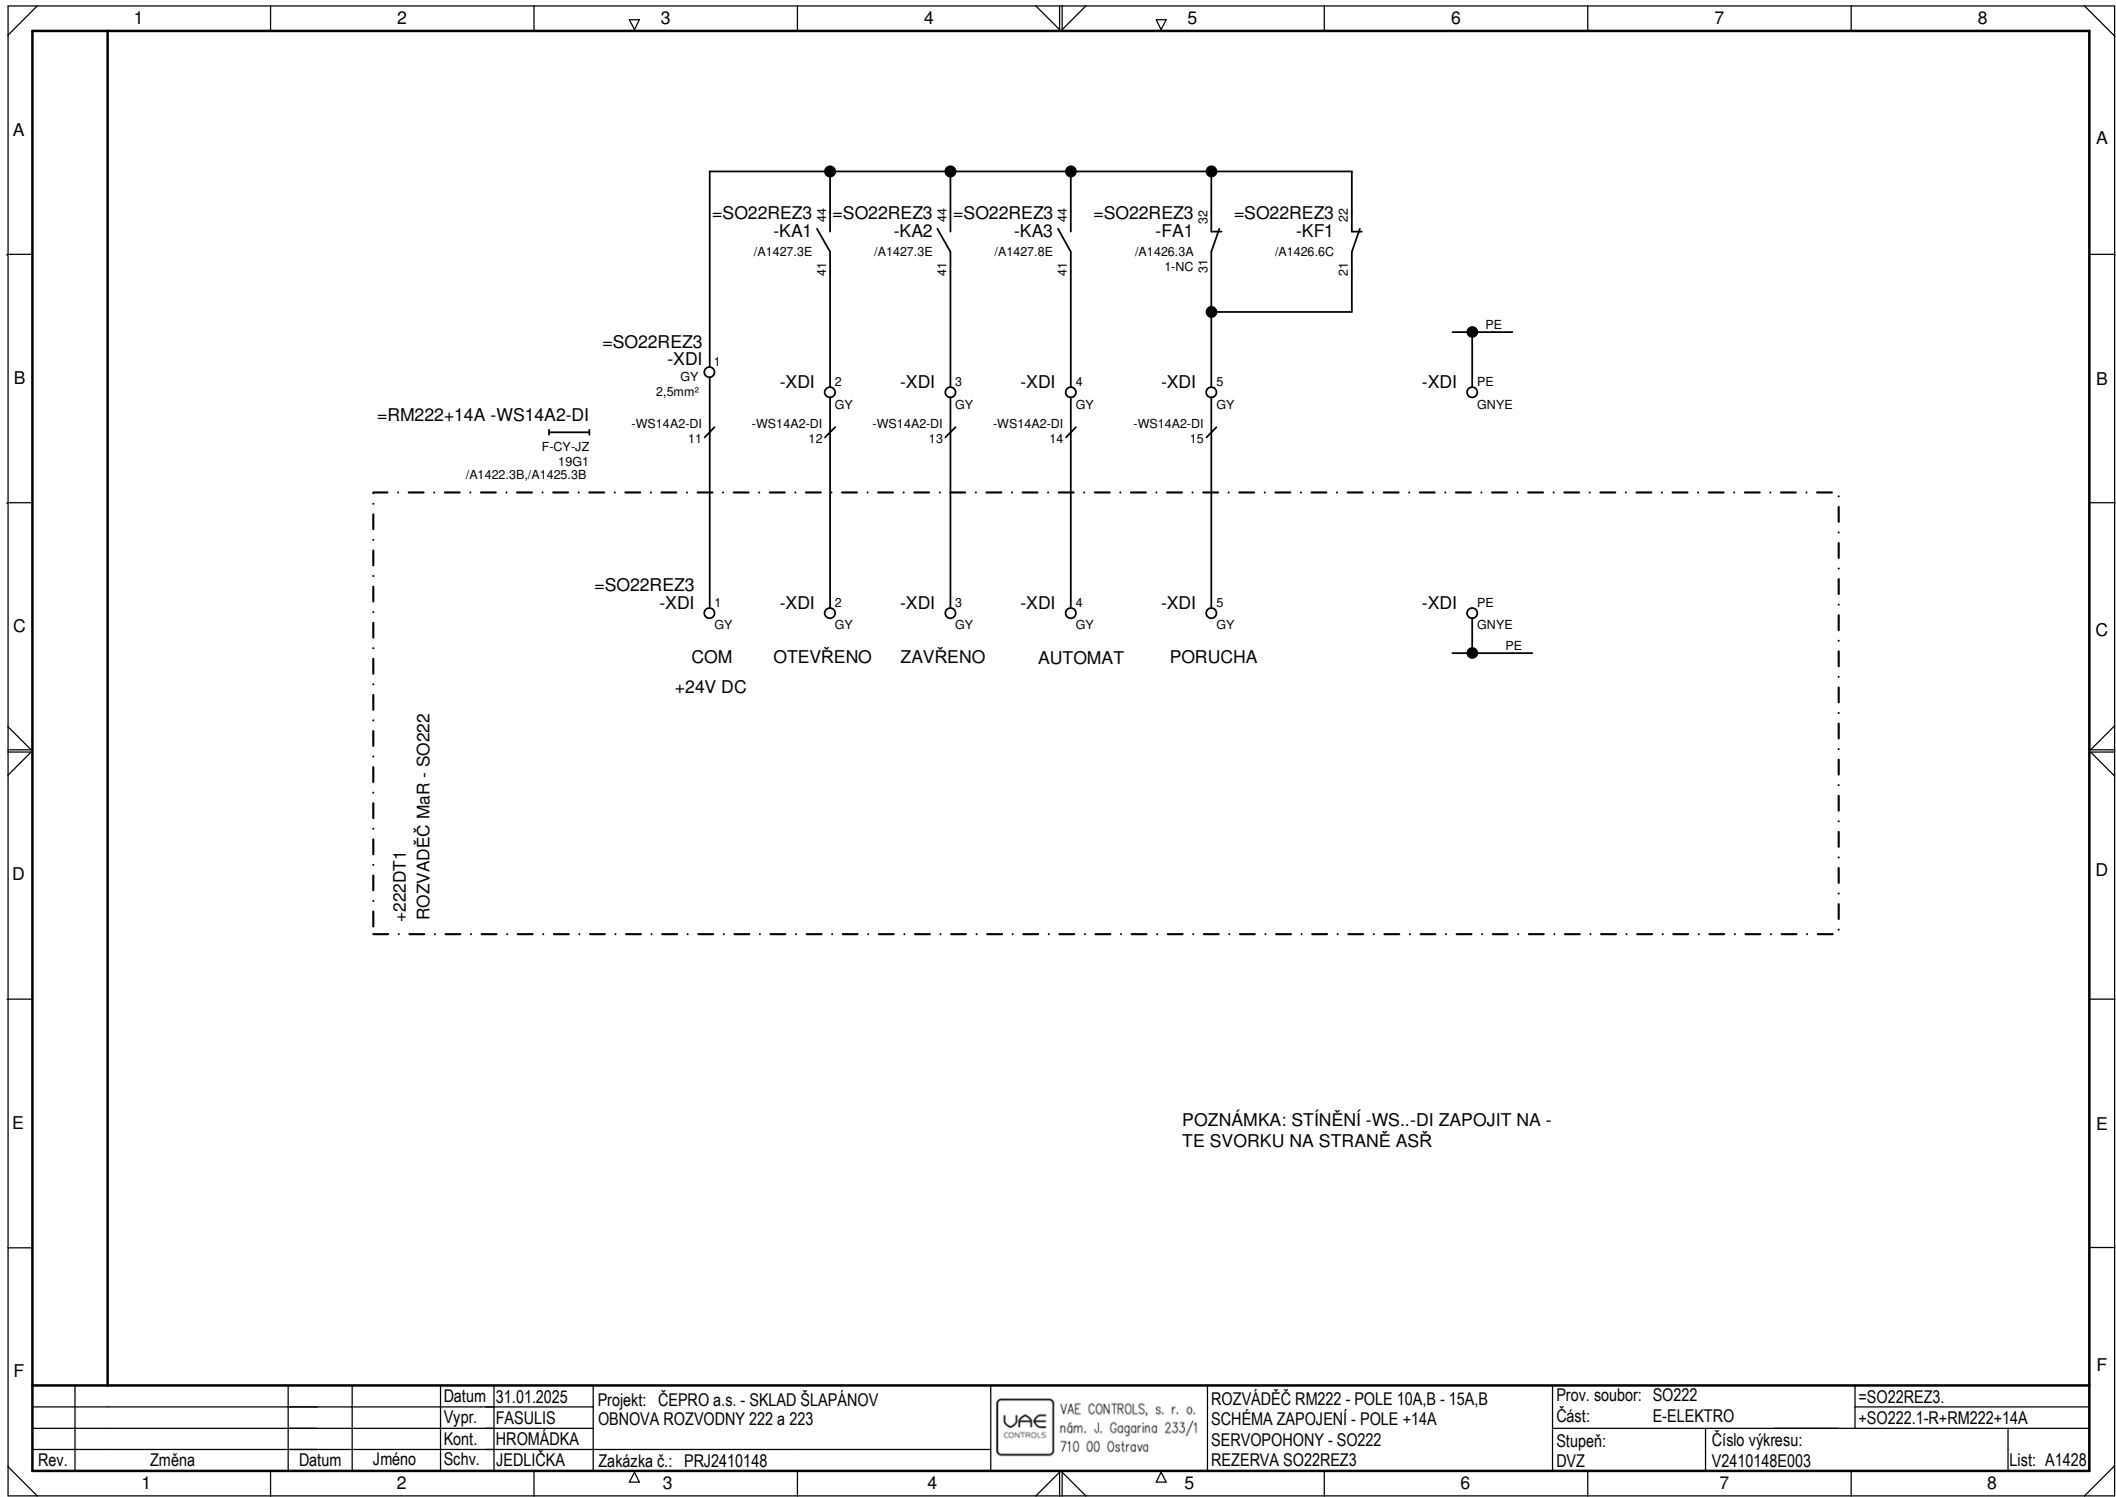 1 2 3 4 5 6 7 8
A A
=SO22REZ3 44 =SO22REZ3 44 =SO22REZ3 44 =SO22REZ3 32 =SO22REZ3 22
-KA1 -KA2 -KA3 -FA1 -KF1
/A1427.3E /A1427.3E /A1427.8E /A1426.3A /A1426.6C
41 41 41 1-NC 31 21
PE
=SO22REZ3
-XDI 1
GY
2,5mm²
B B
-XDI 2 -XDI 3 -XDI 4 -XDI 5 -XDI PE
GY GY GY GY GNYE
=RM222+14A -WS14A2-DI
F-CY-JZ
19G1
/A1422.3B,/A1425.3B
-WS14A2-DI -WS14A2-DI -WS14A2-DI -WS14A2-DI -WS14A2-DI
11 12 13 14 15
=SO22REZ3
-XDI 1 -XDI 2 -XDI 3 -XDI 4 -XDI 5 -XDI PE
GY GY GY GY GY GNYE
C C
PE
COM OTEVŘENO ZAVŘENO AUTOMAT PORUCHA
+24V DC
+222DT1
ROZVADĚČ MaR - SO222
D D
E E
POZNÁMKA: STÍNĚNÍ -WS..-DI ZAPOJIT NA -
TE SVORKU NA STRANĚ ASŘ
F F
Datum 31.01.2025
Vypr. FASULIS
Kont. HROMÁDKA
Rev. Změna Datum Jméno Schv. JEDLIČKA
Projekt: ČEPRO a.s. - SKLAD ŠLAPÁNOV
OBNOVA ROZVODNY 222 a 223
Zakázka č.: PRJ2410148
VAE
CONTROLS
VAE CONTROLS, s. r. o.
nám. J. Gagarina 233/1
710 00 Ostrava
ROZVÁDĚČ RM222 - POLE 10A,B - 15A,B
SCHÉMA ZAPOJENÍ - POLE +14A
SERVOPOHONY - SO222
REZERVA SO22REZ3
Prov. soubor: SO222
Část: E-ELEKTRO
Stupeň:
DVZ
=SO22REZ3.
+SO222.1-R+RM222+14A
Číslo výkresu:
V2410148E003
List: A1428
1 2 3 4 5 6 7 8